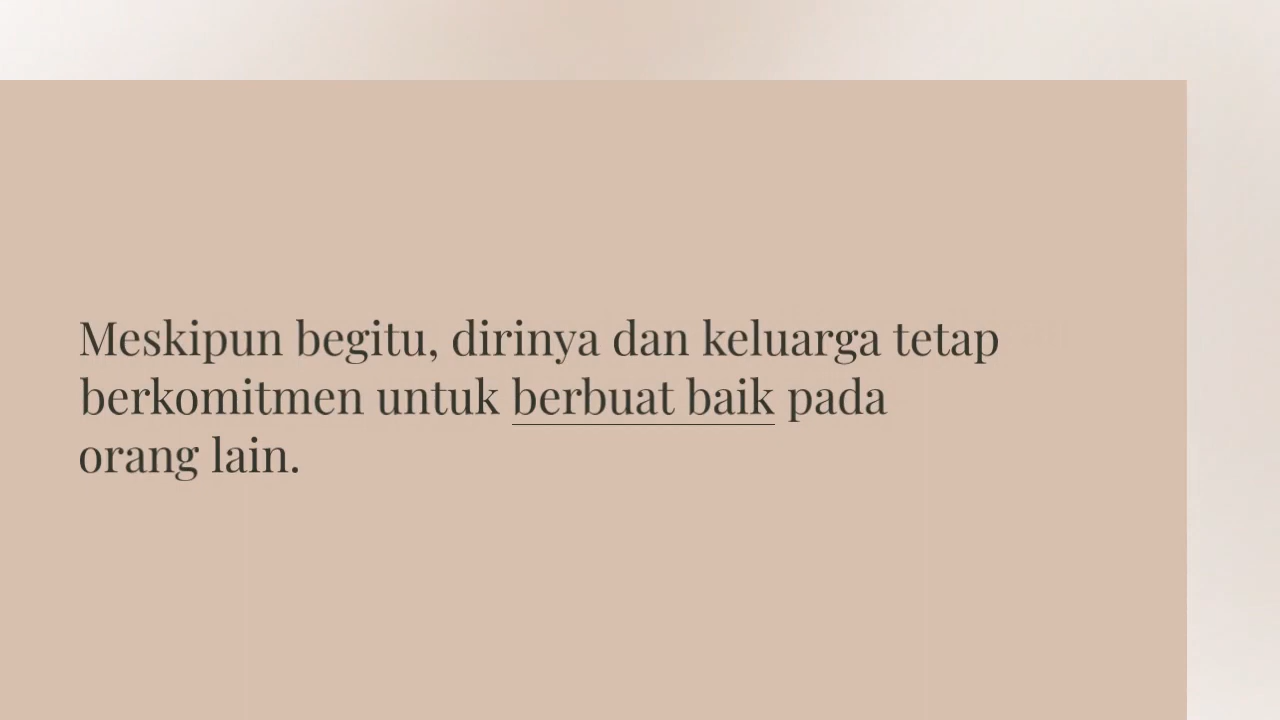 Meskipun begitu, dirinya dan keluarga tetap
berkomitmen untuk berbuat baik pada
orang lain.